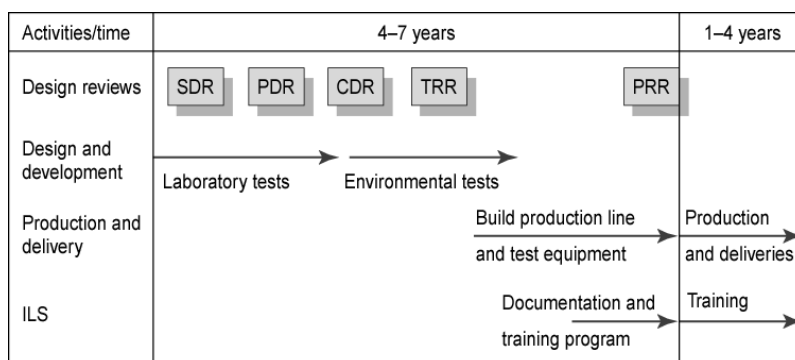 Activities/time
4–7 years
1–4 years
Design reviews
SDR
PDR
CDR
TRR
PRR
Design and
development
Laboratory tests
Environmental tests
Production and
delivery
Build production line
and test equipment
Production
and deliveries
ILS
Documentation and
training program
Training